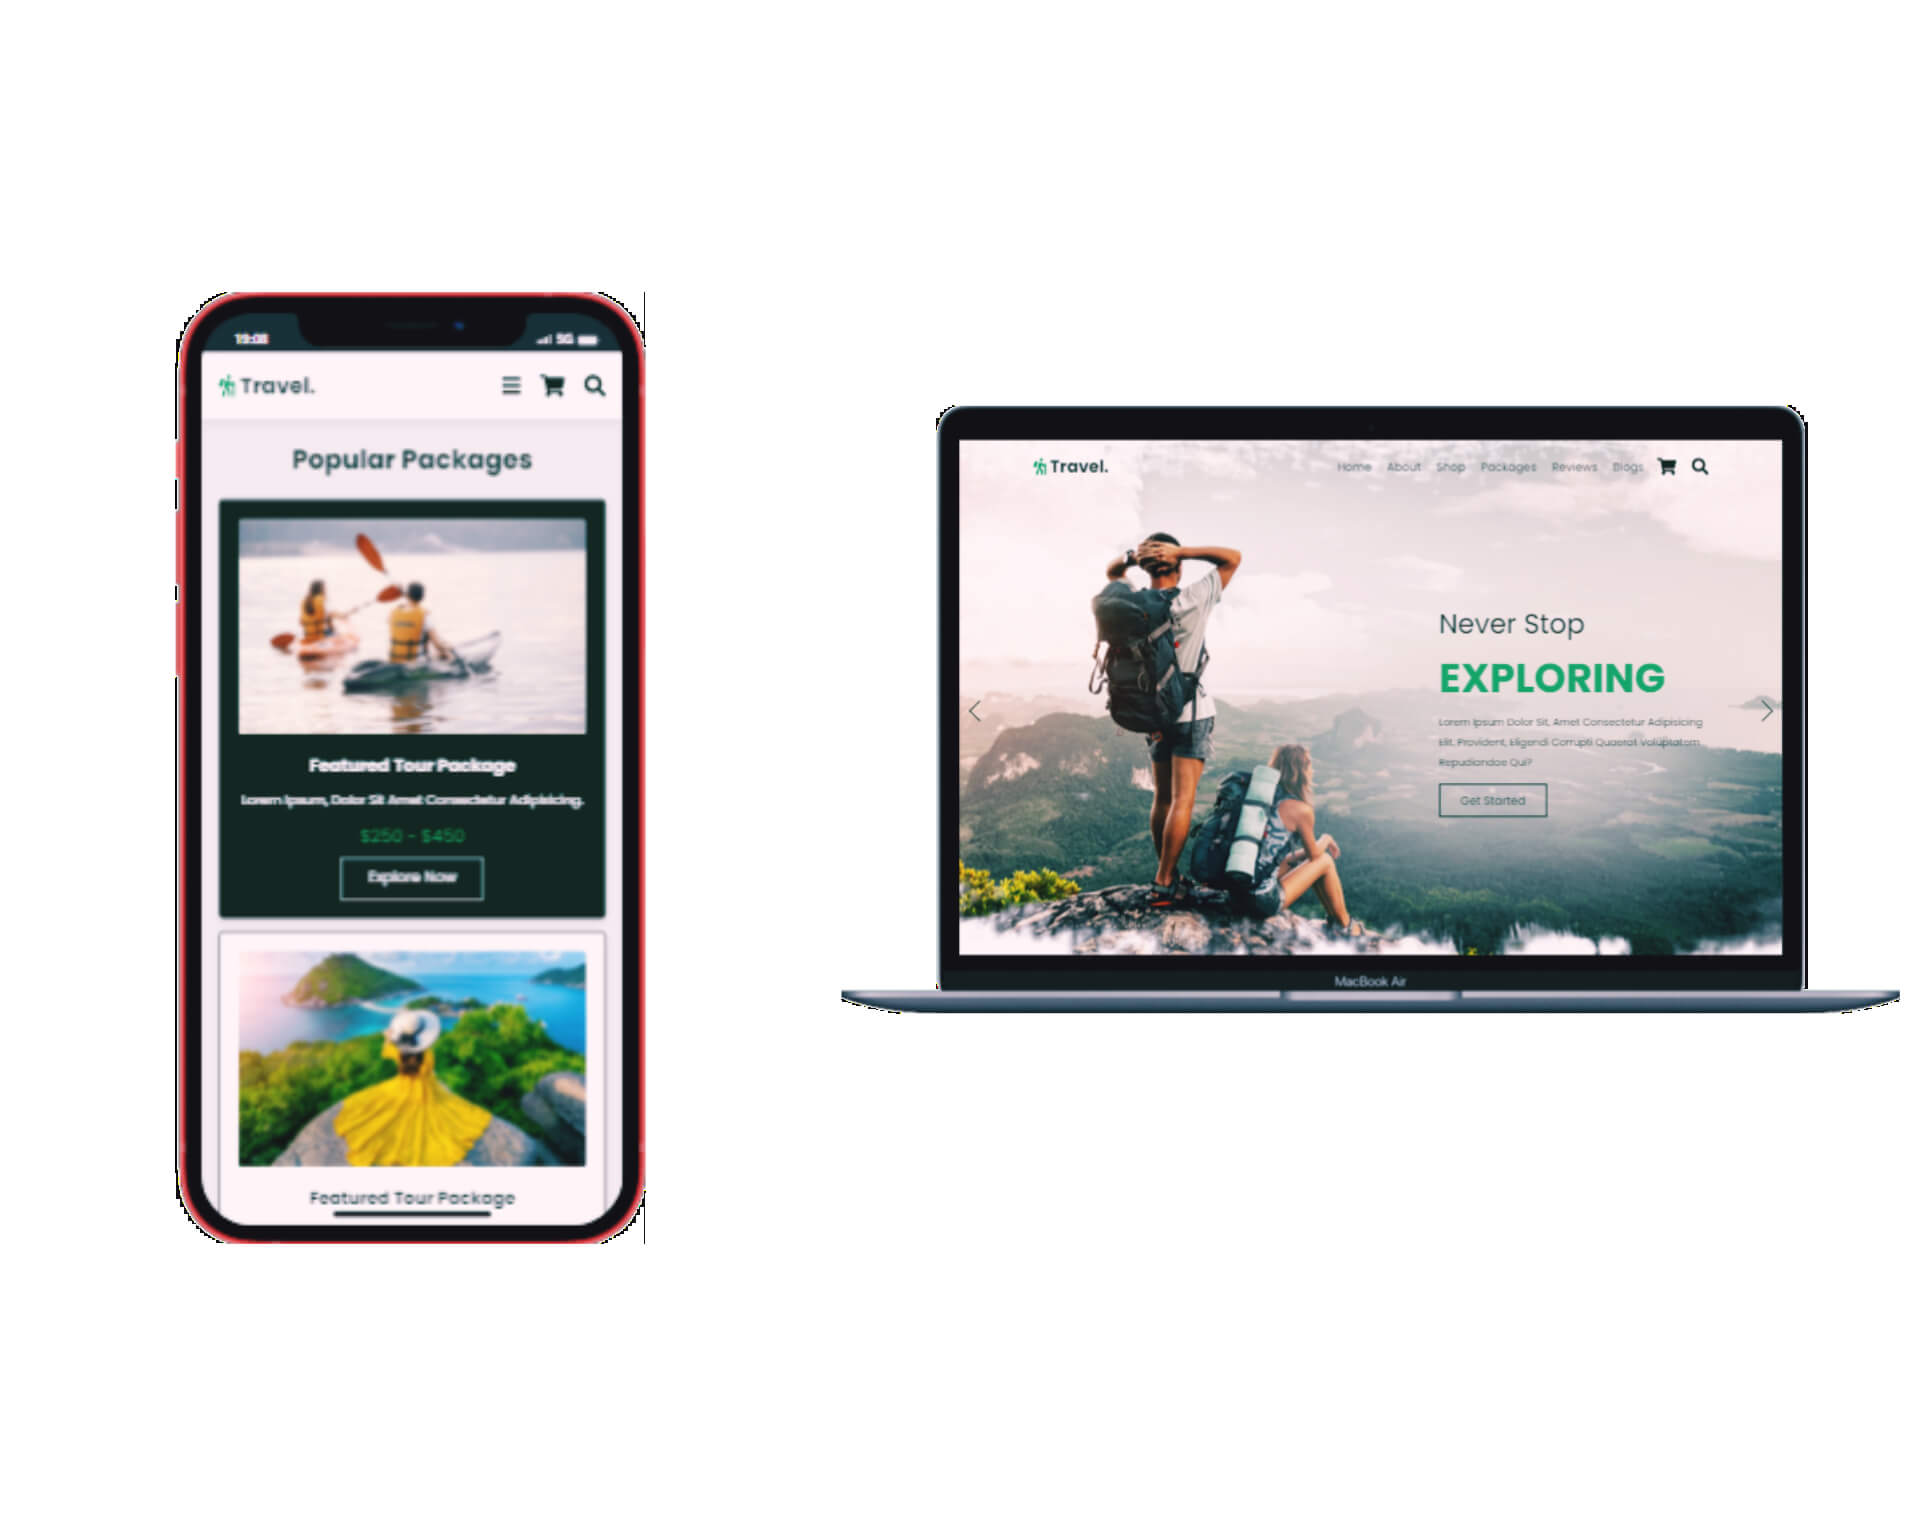 19:08
5G
Travel.
Popular Packages
Featured Tour Package
Lorem Ipsum, Dolor Sit Amet Consectetur Adipisicing.
$250 - $450
Explore Now
Featured Tour Package
Travel.
Home About Shop Packages Reviews Blogs
Never Stop
EXPLORING
Lorem Ipsum Dolor Sit, Amet Consectetur Adipisicing
Elit. Provident, Eligendi Corrupti Quaerat Voluptatem
Repudiandae Qui?
Get Started
MacBook Air